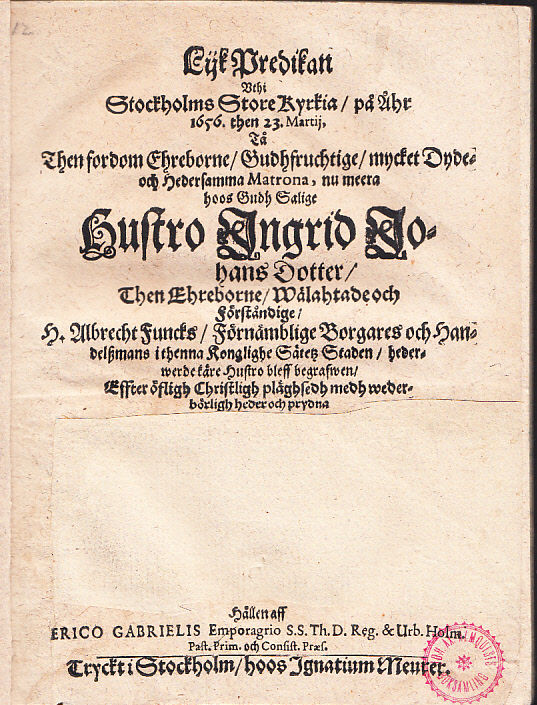 12
Lijk Predikan
Vthi
Stockholms Store Kyrkia / på Åhr
1656. then 23. Martij,
Tå
Then fordom Ehreborne / Gudhfruchtige / mycket Dyde-
och Hedersamma Matrona, nu meera
hoos Gudh Salige
Hustro Ingrid Jo-
hans Dotter /
Then Ehreborne / Wälahtade och
Förståndige /
H. Albrecht Funcks / Förnämblige Borgares och Han-
delßmans i thenna Konglighe Sätetz Staden / heder-
werde käre Hustro bleff begrafwen /
Effter öfligh Christligh pläghsedh medh weder-
börligh heder och prydna
Hållen aff
ERICO GABRIELIS Emporagrio S.S. Th. D. Reg. & Urb. Holm.
Past. Prim. och Consist. Præs.
Tryckt i Stockholm / hoos Ignatium Meurer.